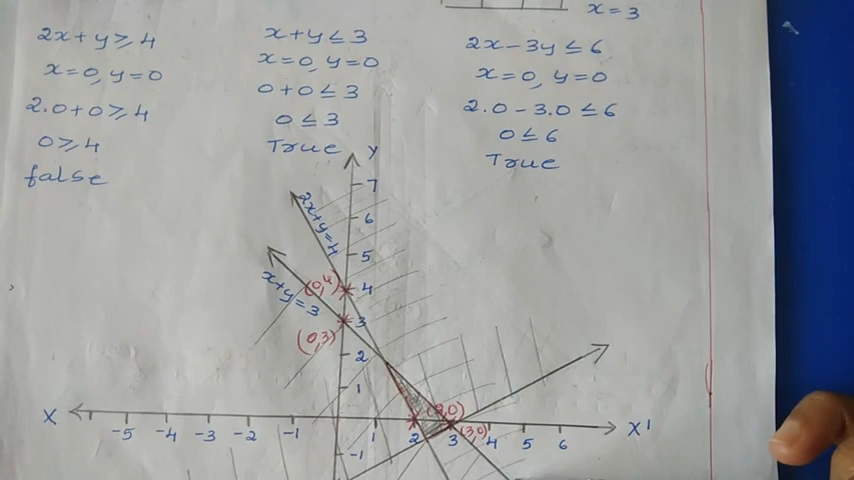 x = 3
2x + y ≥ 4
x = 0, y = 0
2.0 + 0 ≥ 4
0 ≥ 4
false
x + y ≤ 3
x = 0, y = 0
0 + 0 ≤ 3
0 ≤ 3
True
2x - 3y ≤ 6
x = 0, y = 0
2.0 - 3.0 ≤ 6
0 ≤ 6
True
Y
7
2x+y=4
6
5
x+y=3
(0,4)
4
3
(0,3)
2
1
X
(2,0)
(3,0)
X'
-5 -4 -3 -2 -1 1 2 3 4 5 6
-1